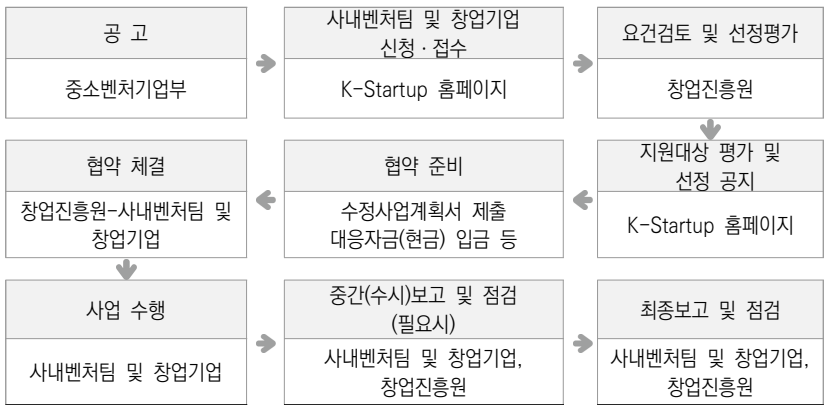 공 고
중소벤처기업부
사내벤처팀 및 창업기업
신청·접수
K-Startup 홈페이지
요건검토 및 선정평가
창업진흥원
지원대상 평가 및
선정 공지
K-Startup 홈페이지
협약 준비
수정사업계획서 제출
대응자금(현금) 입금 등
협약 체결
창업진흥원-사내벤처팀 및
창업기업
사업 수행
사내벤처팀 및 창업기업
중간(수시)보고 및 점검
(필요시)
사내벤처팀 및 창업기업,
창업진흥원
최종보고 및 점검
사내벤처팀 및 창업기업,
창업진흥원